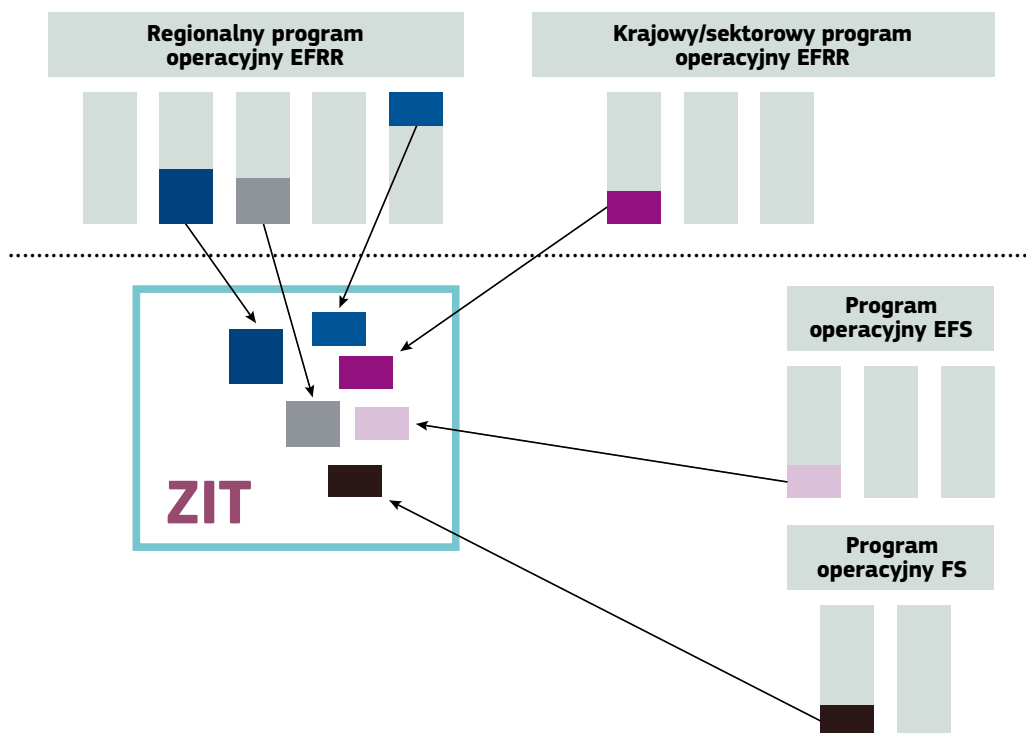 Regionalny program
operacyjny EFRR
Krajowy/sektorowy program
operacyjny EFRR
Program
operacyjny EFS
ZIT
Program
operacyjny FS